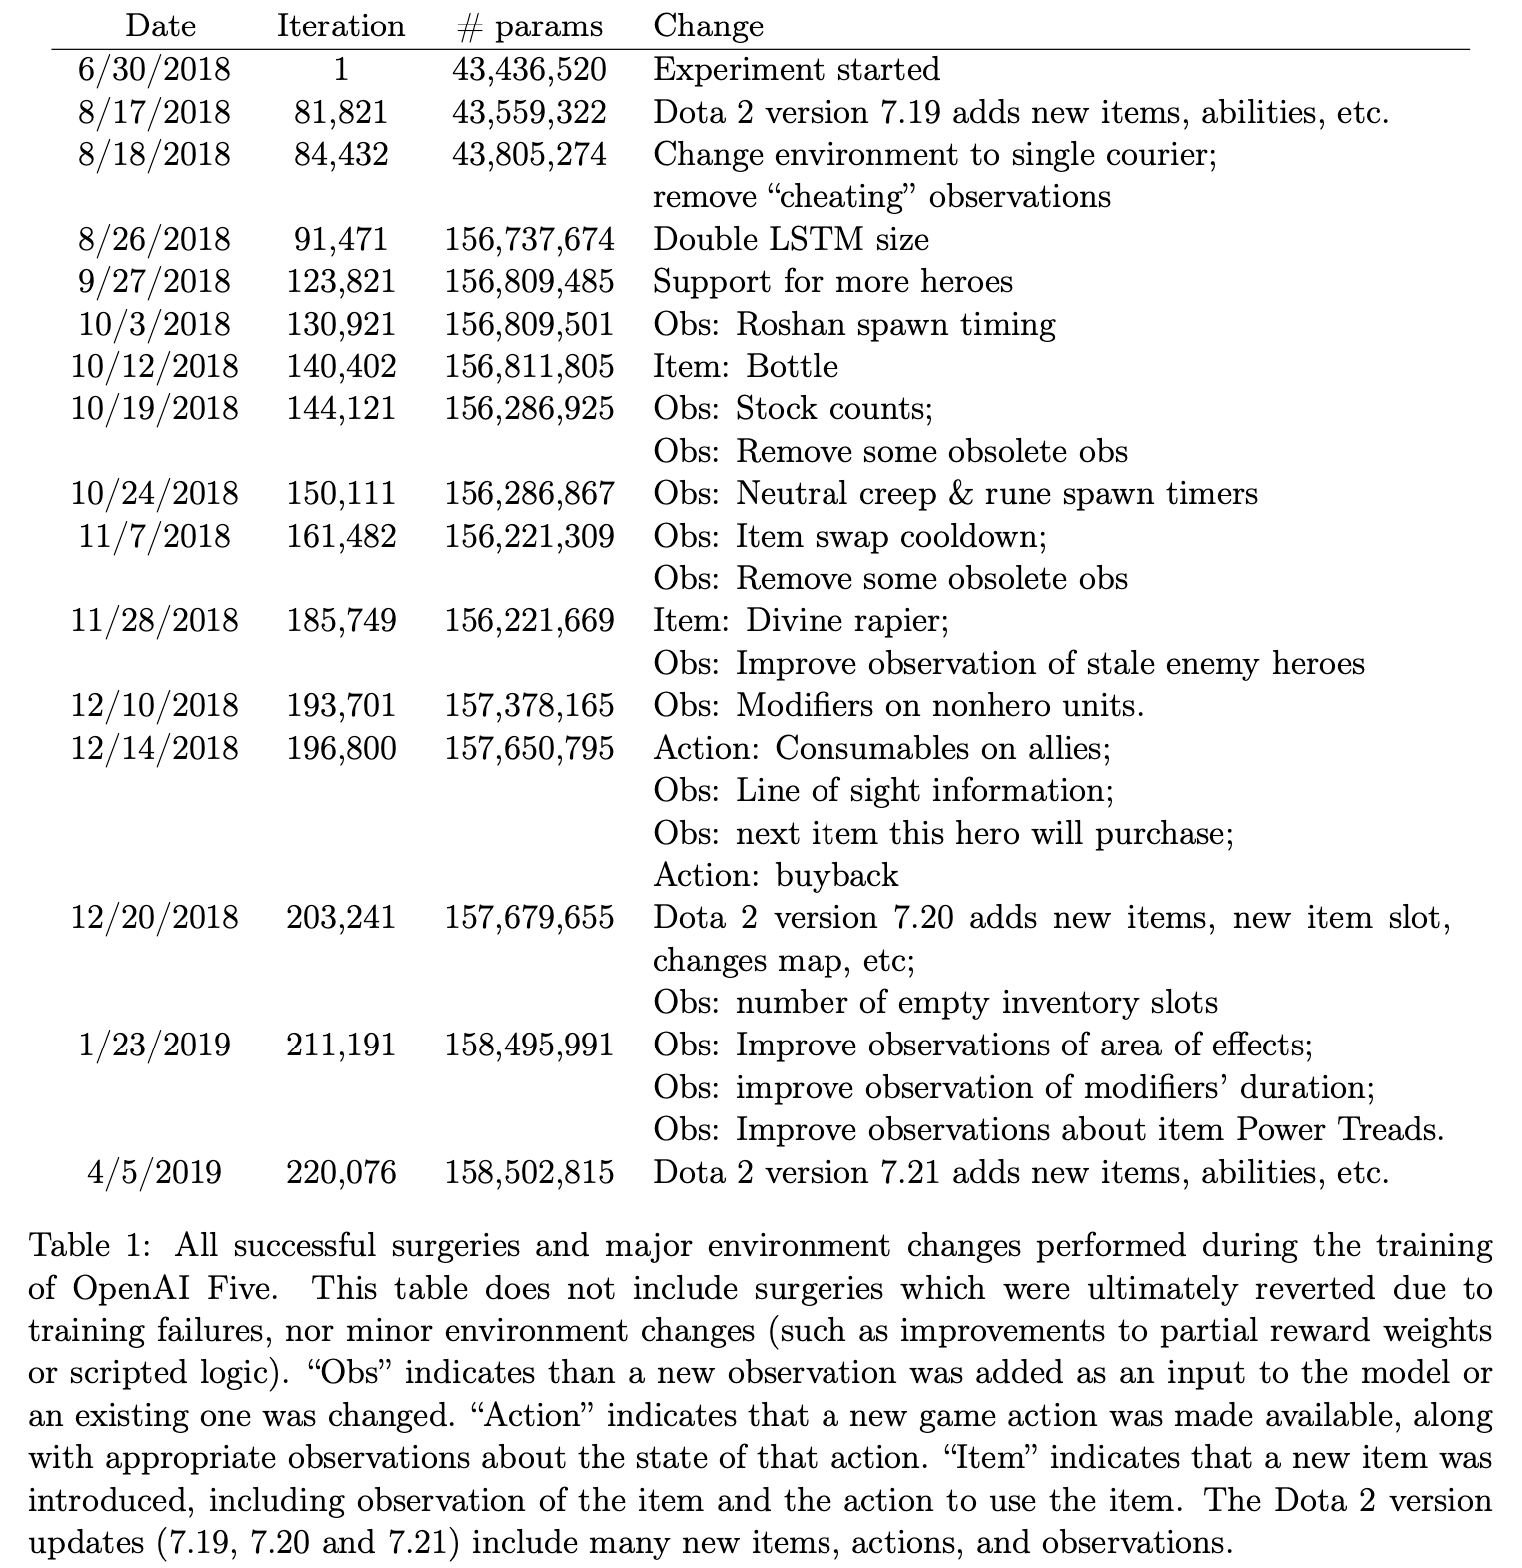 Date Iteration # params Change
6/30/2018 1 43,436,520 Experiment started
8/17/2018 81,821 43,559,322 Dota 2 version 7.19 adds new items, abilities, etc.
8/18/2018 84,432 43,805,274 Change environment to single courier;
remove “cheating” observations
8/26/2018 91,471 156,737,674 Double LSTM size
9/27/2018 123,821 156,809,485 Support for more heroes
10/3/2018 130,921 156,809,501 Obs: Roshan spawn timing
10/12/2018 140,402 156,811,805 Item: Bottle
10/19/2018 144,121 156,286,925 Obs: Stock counts;
Obs: Remove some obsolete obs
10/24/2018 150,111 156,286,867 Obs: Neutral creep & rune spawn timers
11/7/2018 161,482 156,221,309 Obs: Item swap cooldown;
Obs: Remove some obsolete obs
11/28/2018 185,749 156,221,669 Item: Divine rapier;
Obs: Improve observation of stale enemy heroes
12/10/2018 193,701 157,378,165 Obs: Modifiers on nonhero units.
12/14/2018 196,800 157,650,795 Action: Consumables on allies;
Obs: Line of sight information;
Obs: next item this hero will purchase;
Action: buyback
12/20/2018 203,241 157,679,655 Dota 2 version 7.20 adds new items, new item slot,
changes map, etc;
Obs: number of empty inventory slots
1/23/2019 211,191 158,495,991 Obs: Improve observations of area of effects;
Obs: improve observation of modifiers’ duration;
Obs: Improve observations about item Power Treads.
4/5/2019 220,076 158,502,815 Dota 2 version 7.21 adds new items, abilities, etc.
Table 1: All successful surgeries and major environment changes performed during the training
of OpenAI Five. This table does not include surgeries which were ultimately reverted due to
training failures, nor minor environment changes (such as improvements to partial reward weights
or scripted logic). “Obs” indicates than a new observation was added as an input to the model or
an existing one was changed. “Action” indicates that a new game action was made available, along
with appropriate observations about the state of that action. “Item” indicates that a new item was
introduced, including observation of the item and the action to use the item. The Dota 2 version
updates (7.19, 7.20 and 7.21) include many new items, actions, and observations.